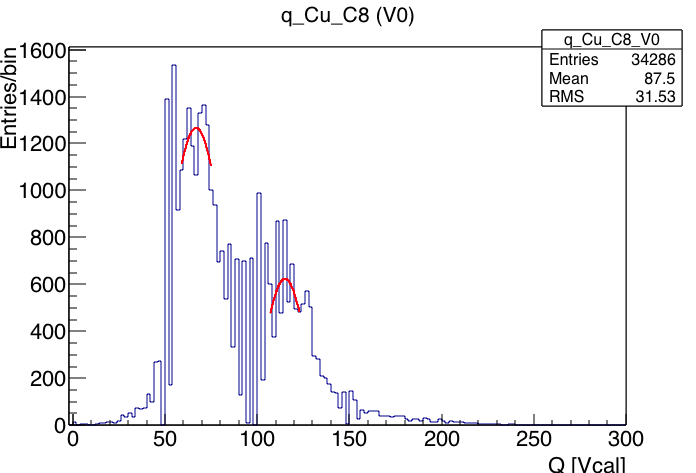 q_Cu_C8 (V0)
q_Cu_C8_V0
Entries 34286
Mean 87.5
RMS 31.53
Entries/bin
1600
1400
1200
1000
800
600
400
200
0
0 50 100 150 200 250 300
Q [Vcal]